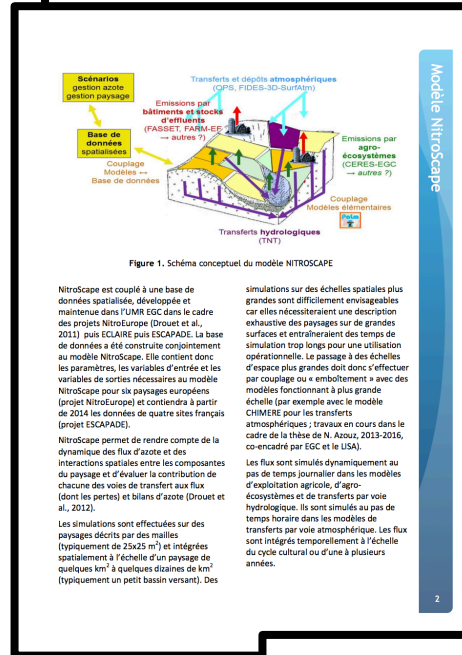 Scénarios
gestion azote
gestion paysage
Transferts et dépôts atmosphériques
(OPS, FIDES-3D-SurfAtm)
Emissions par
bâtiments et stocks
d'effluents
(FASSET, FARM-EF
→ autres ?)
Base de
données
spatialisées
Emissions par
agro-
écosystèmes
(CERES-EGC
→ autres ?)
Couplage
Modèles ↔
Base de données
Couplage
Modèles élémentaires
Palm
Transferts hydrologiques
(TNT)
Modèle NitroScape
Figure 1. Schéma conceptuel du modèle NITROSCAPE
NitroScape est couplé à une base de
données spatialisée, développée et
maintenue dans l'UMR EGC dans le cadre
des projets NitroEurope (Drouet et al.,
2011) puis ECLAIRE puis ESCAPADE. La base
de données a été construite conjointement
au modèle NitroScape. Elle contient donc
les paramètres, les variables d'entrée et les
variables de sorties nécessaires au modèle
NitroScape pour six paysages européens
(projet NitroEurope) et contiendra à partir
de 2014 les données de quatre sites français
(projet ESCAPADE).
NitroScape permet de rendre compte de la
dynamique des flux d'azote et des
interactions spatiales entre les composantes
du paysage et d'évaluer la contribution de
chacune des voies de transfert aux flux
(dont les pertes) et bilans d'azote (Drouet et
al., 2012).
Les simulations sont effectuées sur des
paysages décrits par des mailles
(typiquement de 25x25 m²) et intégrées
spatialement à l'échelle d'un paysage de
quelques km² à quelques dizaines de km²
(typiquement un petit bassin versant). Des
simulations sur des échelles spatiales plus
grandes sont difficilement envisageables
car elles nécessiteraient une description
exhaustive des paysages sur de grandes
surfaces et entraîneraient des temps de
simulation trop longs pour une utilisation
opérationnelle. Le passage à des échelles
d'espace plus grandes doit donc s'effectuer
par couplage ou « emboîtement » avec des
modèles fonctionnant à plus grande
échelle (par exemple avec le modèle
CHIMERE pour les transferts
atmosphériques ; travaux en cours dans le
cadre de la thèse de N. Azouz, 2013-2016,
co-encadré par EGC et le LISA).
Les flux sont simulés dynamiquement au
pas de temps journalier dans les modèles
d'exploitation agricole, d'agro-
écosystèmes et de transferts par voie
hydrologique. Ils sont simulés au pas de
temps horaire dans les modèles de
transferts par voie atmosphérique. Les flux
sont intégrés temporellement à l'échelle
du cycle cultural ou d'une à plusieurs
années.
2